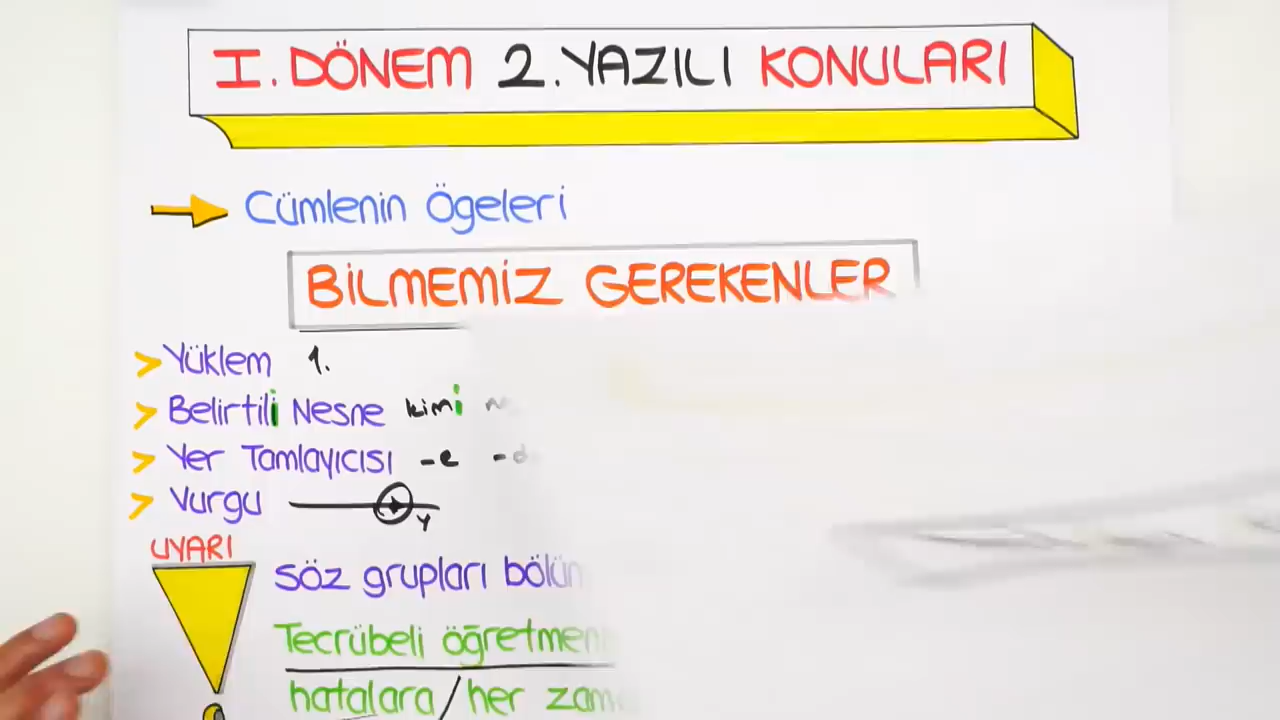 I. DÖNEM 2. YAZILI KONULARI
Cümlenin Ögeleri
BİLMEMİZ GEREKENLER
> Yüklem 1.
> Belirtili Nesne kimi
> Yer Tamlayıcısı -e
> Vurgu Y
UYARI
söz grupları
Tecrübeli
hatalara / her